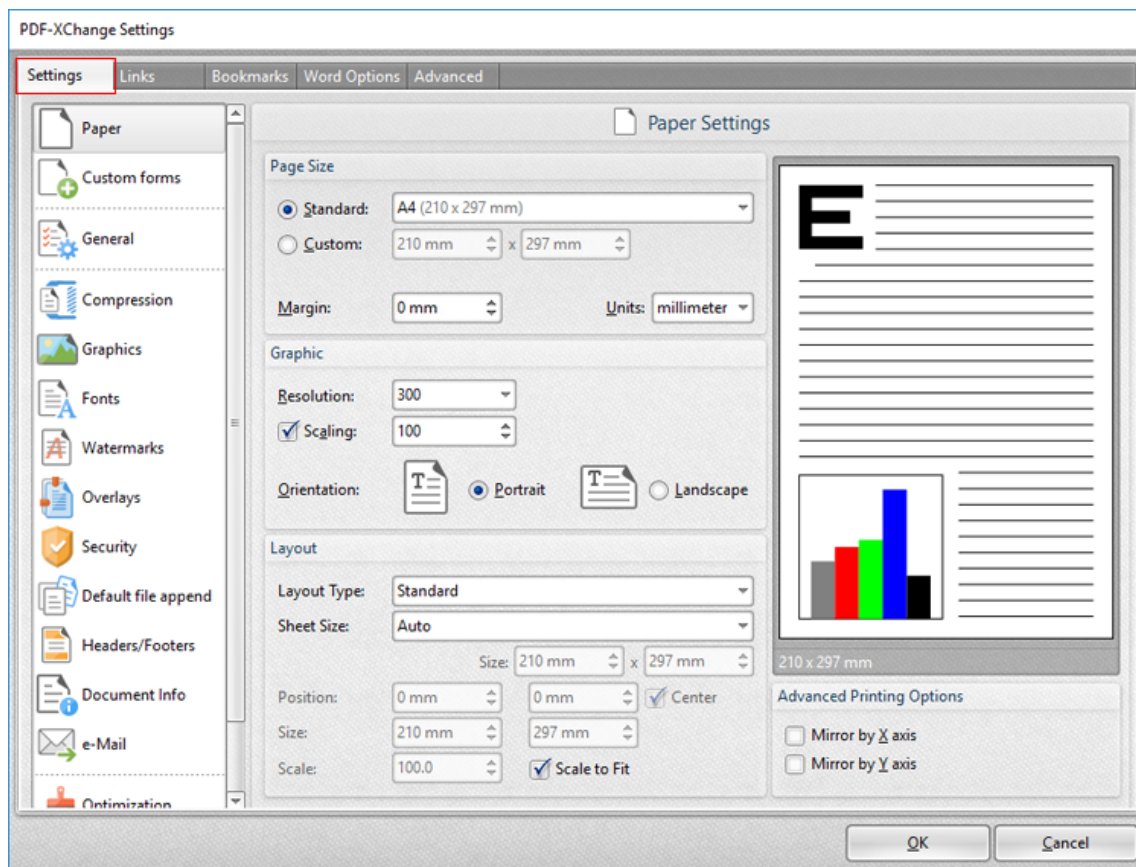 PDF-XChange Settings
Settings Links Bookmarks Word Options Advanced
Paper
Custom forms
General
Compression
Graphics
Fonts
Watermarks
Overlays
Security
Default file append
Headers/Footers
Document Info
e-Mail
Optimization
Paper Settings
Page Size
Standard: A4 (210 x 297 mm)
Custom: 210 mm x 297 mm
Margin: 0 mm Units: millimeter
Graphic
Resolution: 300
Scaling: 100
Orientation: T Portrait T Landscape
Layout
Layout Type: Standard
Sheet Size: Auto
Size: 210 mm x 297 mm
Position: 0 mm 0 mm Center
Size: 210 mm 297 mm
Scale: 100.0 Scale to Fit
E
210 x 297 mm
Advanced Printing Options
Mirror by X axis
Mirror by Y axis
OK Cancel